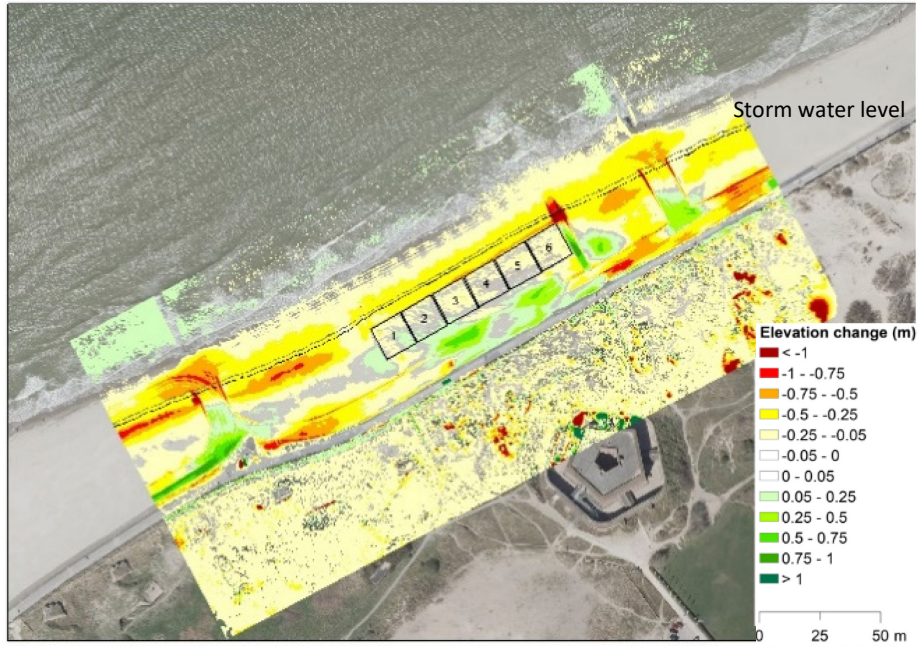 Storm water level
6
5
4
3
2
1
Elevation change (m)
< -1
-1 - -0.75
-0.75 - -0.5
-0.5 - -0.25
-0.25 - -0.05
-0.05 - 0
0 - 0.05
0.05 - 0.25
0.25 - 0.5
0.5 - 0.75
0.75 - 1
> 1
0 25 50 m